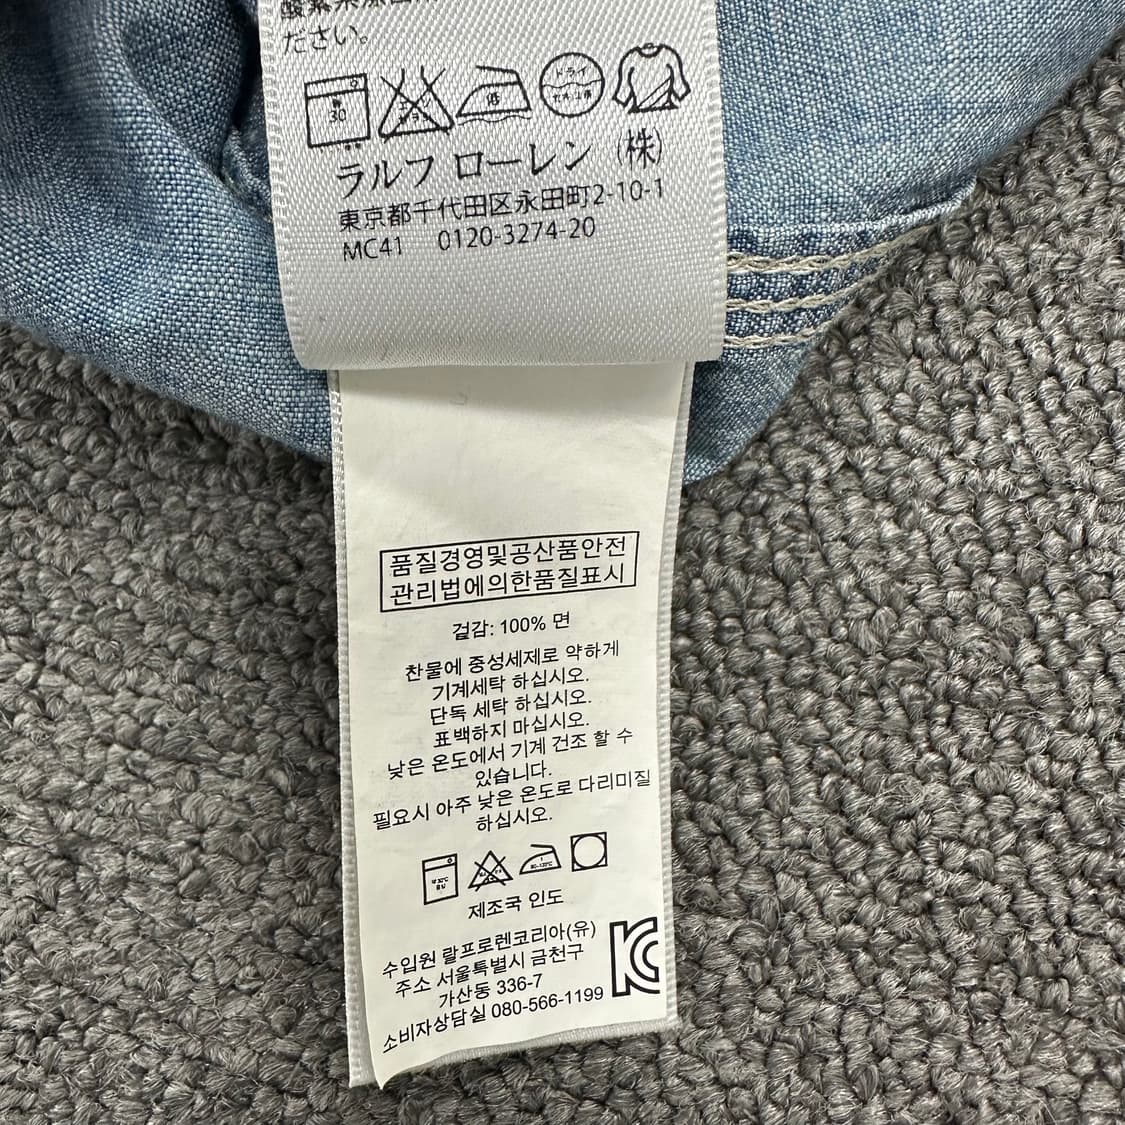 ださい。
弱
30
ドライ
ラルフ ローレン (株)
東京都千代田区永田町2-10-1
MC41 0120-3274-20
품질경영및공산품안전
관리법에의한품질표시
겉감: 100% 면
찬물에 중성세제로 약하게
기계세탁 하십시오.
단독 세탁 하십시오.
표백하지 마십시오.
낮은 온도에서 기계 건조 할 수
있습니다.
필요시 아주 낮은 온도로 다리미질
하십시오.
제조국 인도
수입원 랄프로렌코리아(유)
주소 서울특별시 금천구
가산동 336-7
소비자상담실 080-566-1199